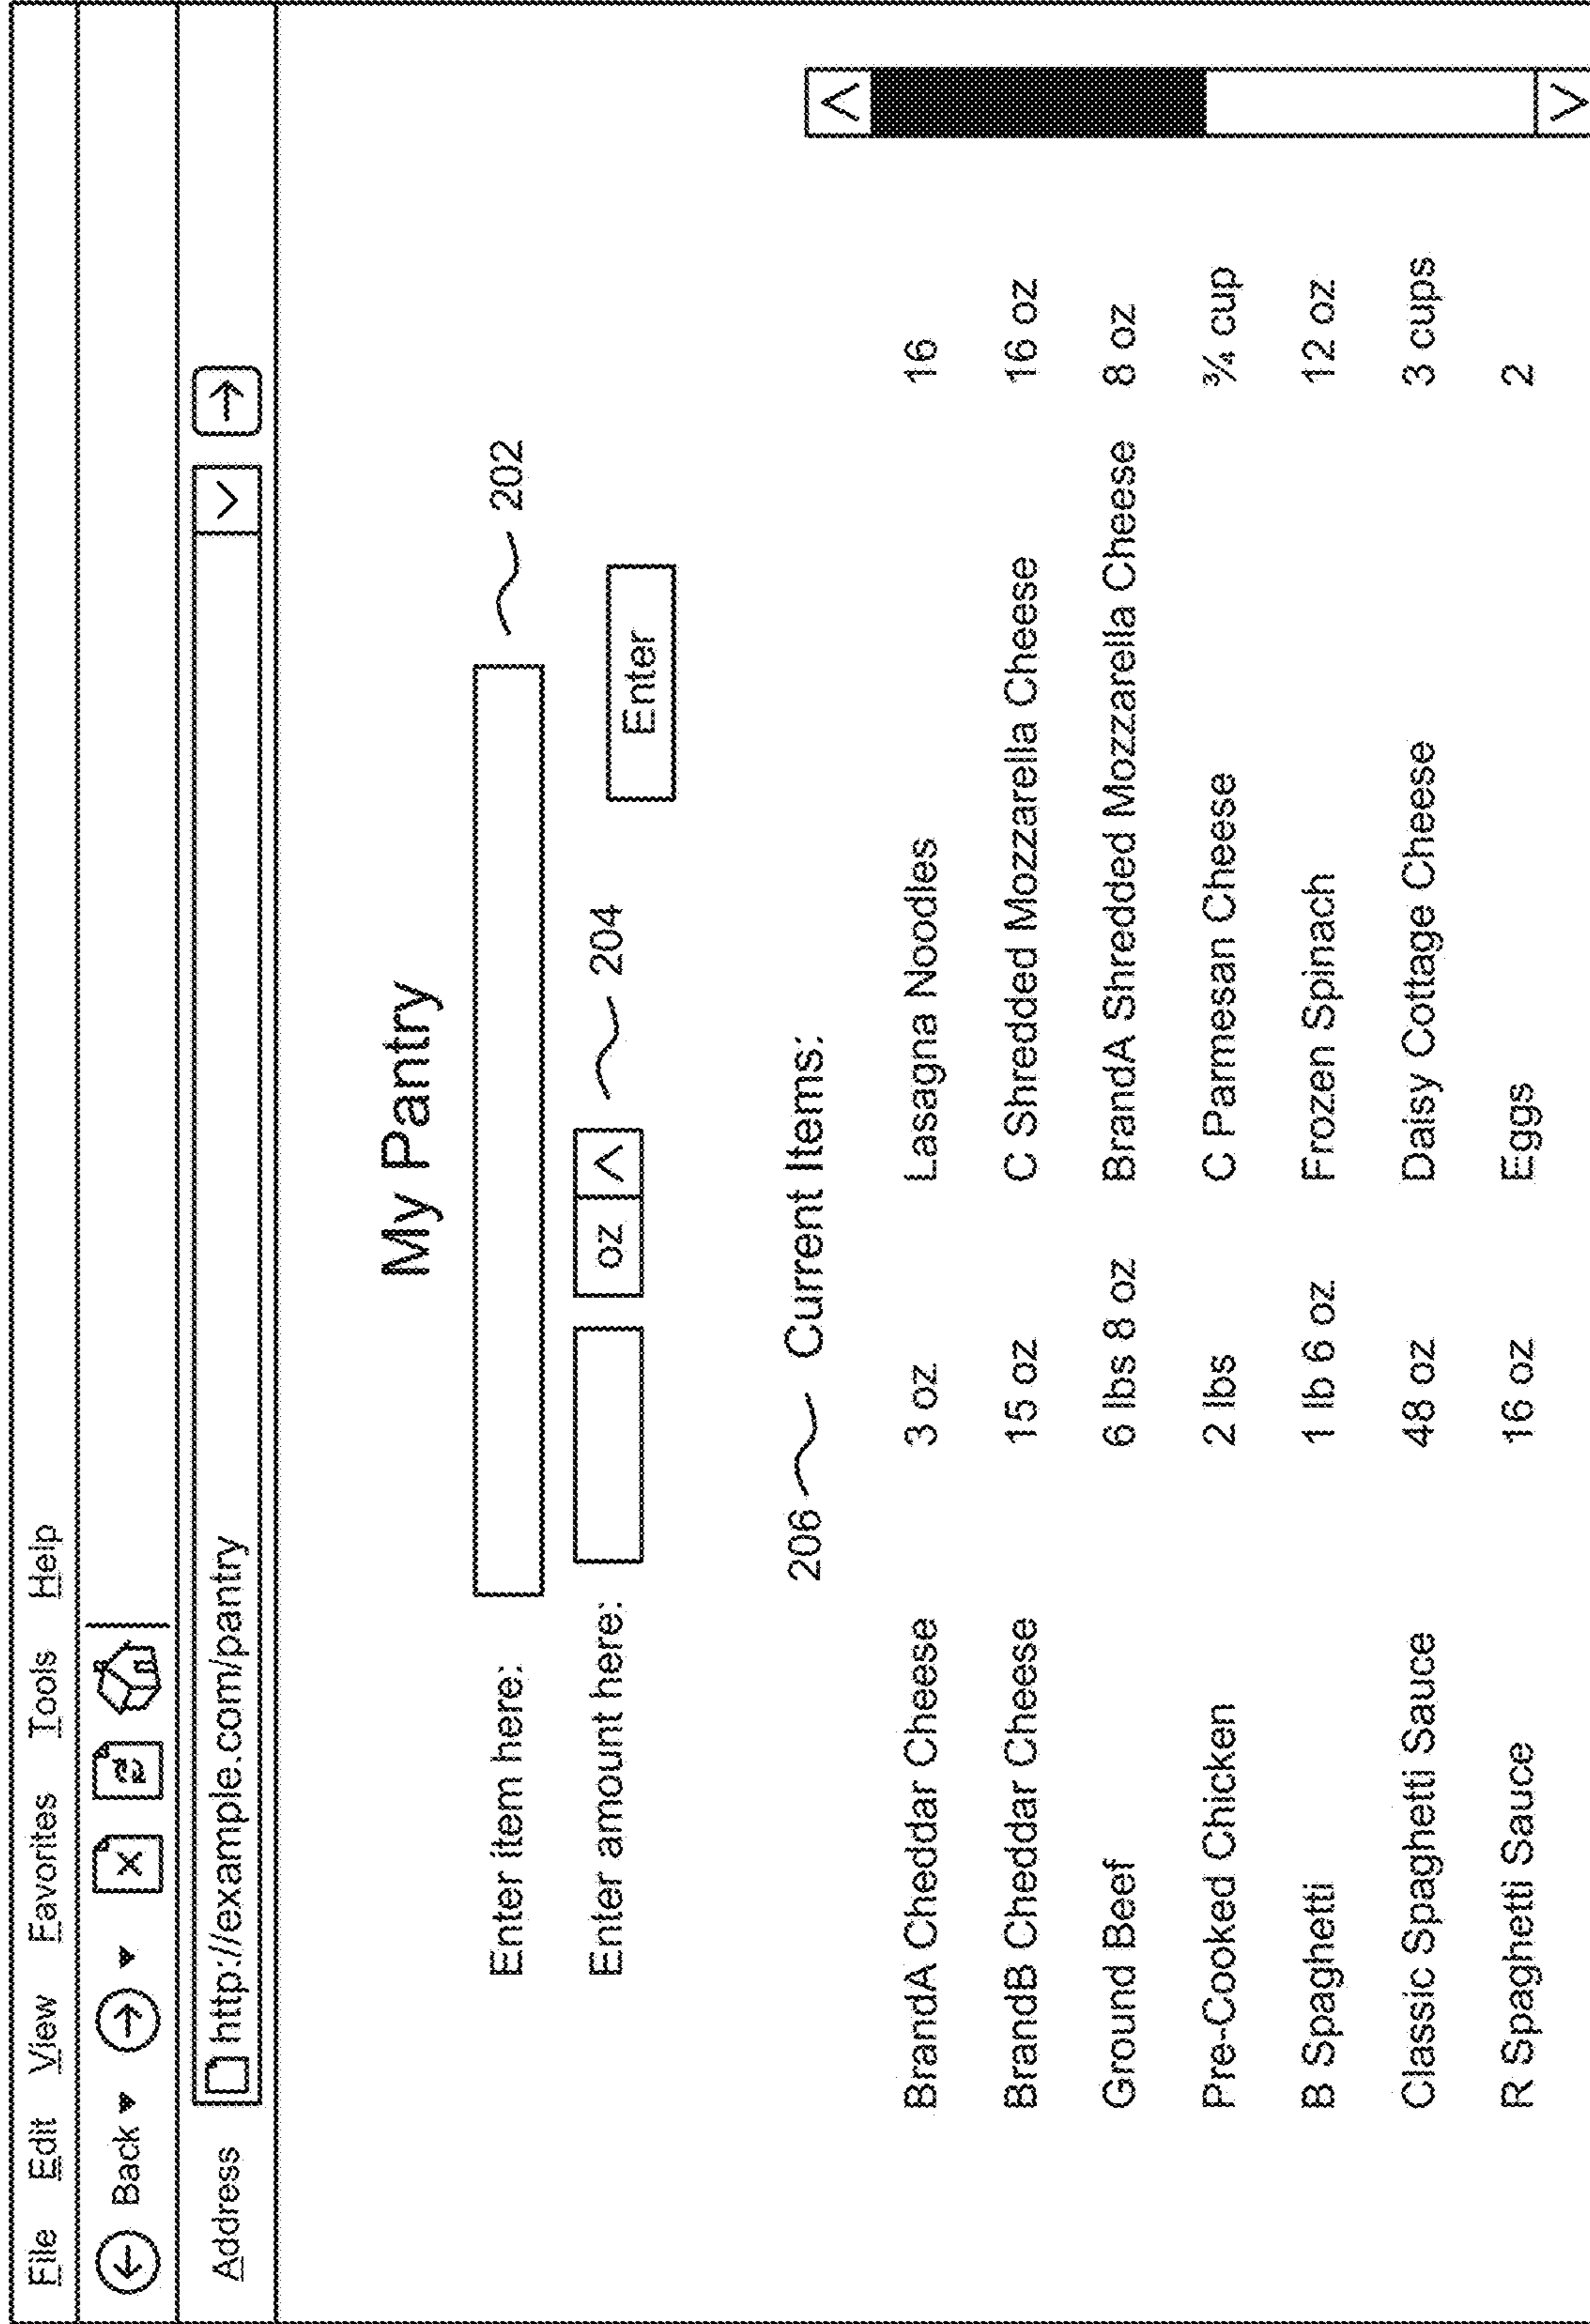 File Edit View Favorites Tools Help
Back
Address http://example.com/pantry
My Pantry
Enter item here: 202
Enter amount here: oz 204 Enter
206 Current Items:
BrandA Cheddar Cheese 3 oz Lasagna Noodles 16
BrandB Cheddar Cheese 15 oz C Shredded Mozzarella Cheese 16 oz
Ground Beef 6 lbs 8 oz BrandA Shredded Mozzarella Cheese 8 oz
Pre-Cooked Chicken 2 lbs C Parmesan Cheese ¾ cup
B Spaghetti 1 lb 6 oz Frozen Spinach 12 oz
Classic Spaghetti Sauce 48 oz Daisy Cottage Cheese 3 cups
R Spaghetti Sauce 16 oz Eggs 2